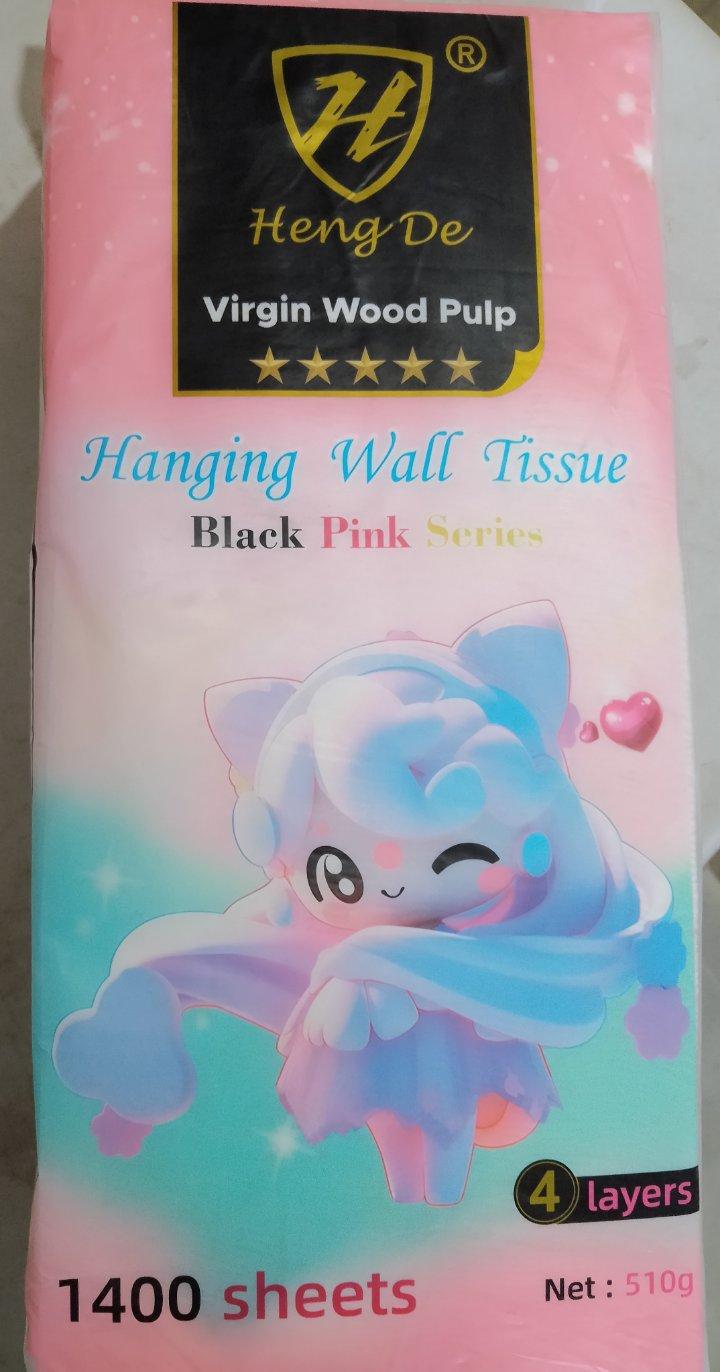 H ®
Heng De
Virgin Wood Pulp
Hanging Wall Tissue
Black Pink Series
4 layers
1400 sheets
Net : 510g